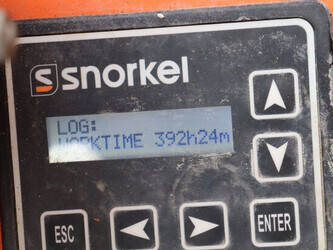 snorkel
LOG:
WORKTIME 392h24m
ESC
ENTER